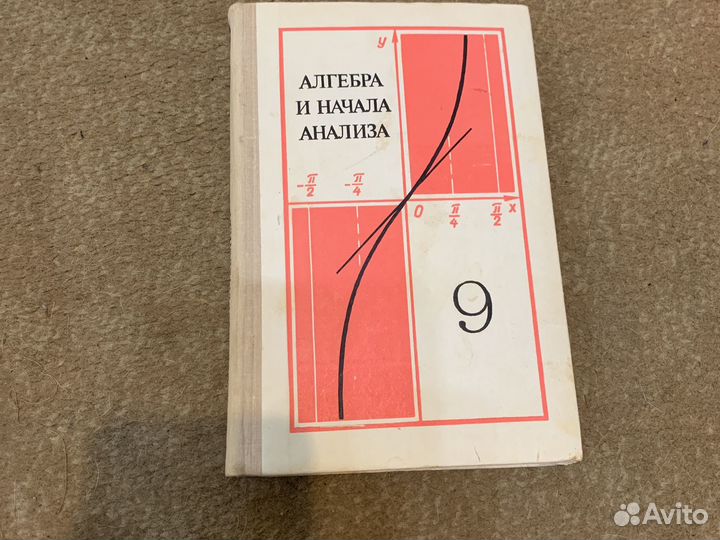 y
АЛГЕБРА
И НАЧАЛА
АНАЛИЗА
-π/2 -π/4
0 π/4 π/2 x
9
Avito